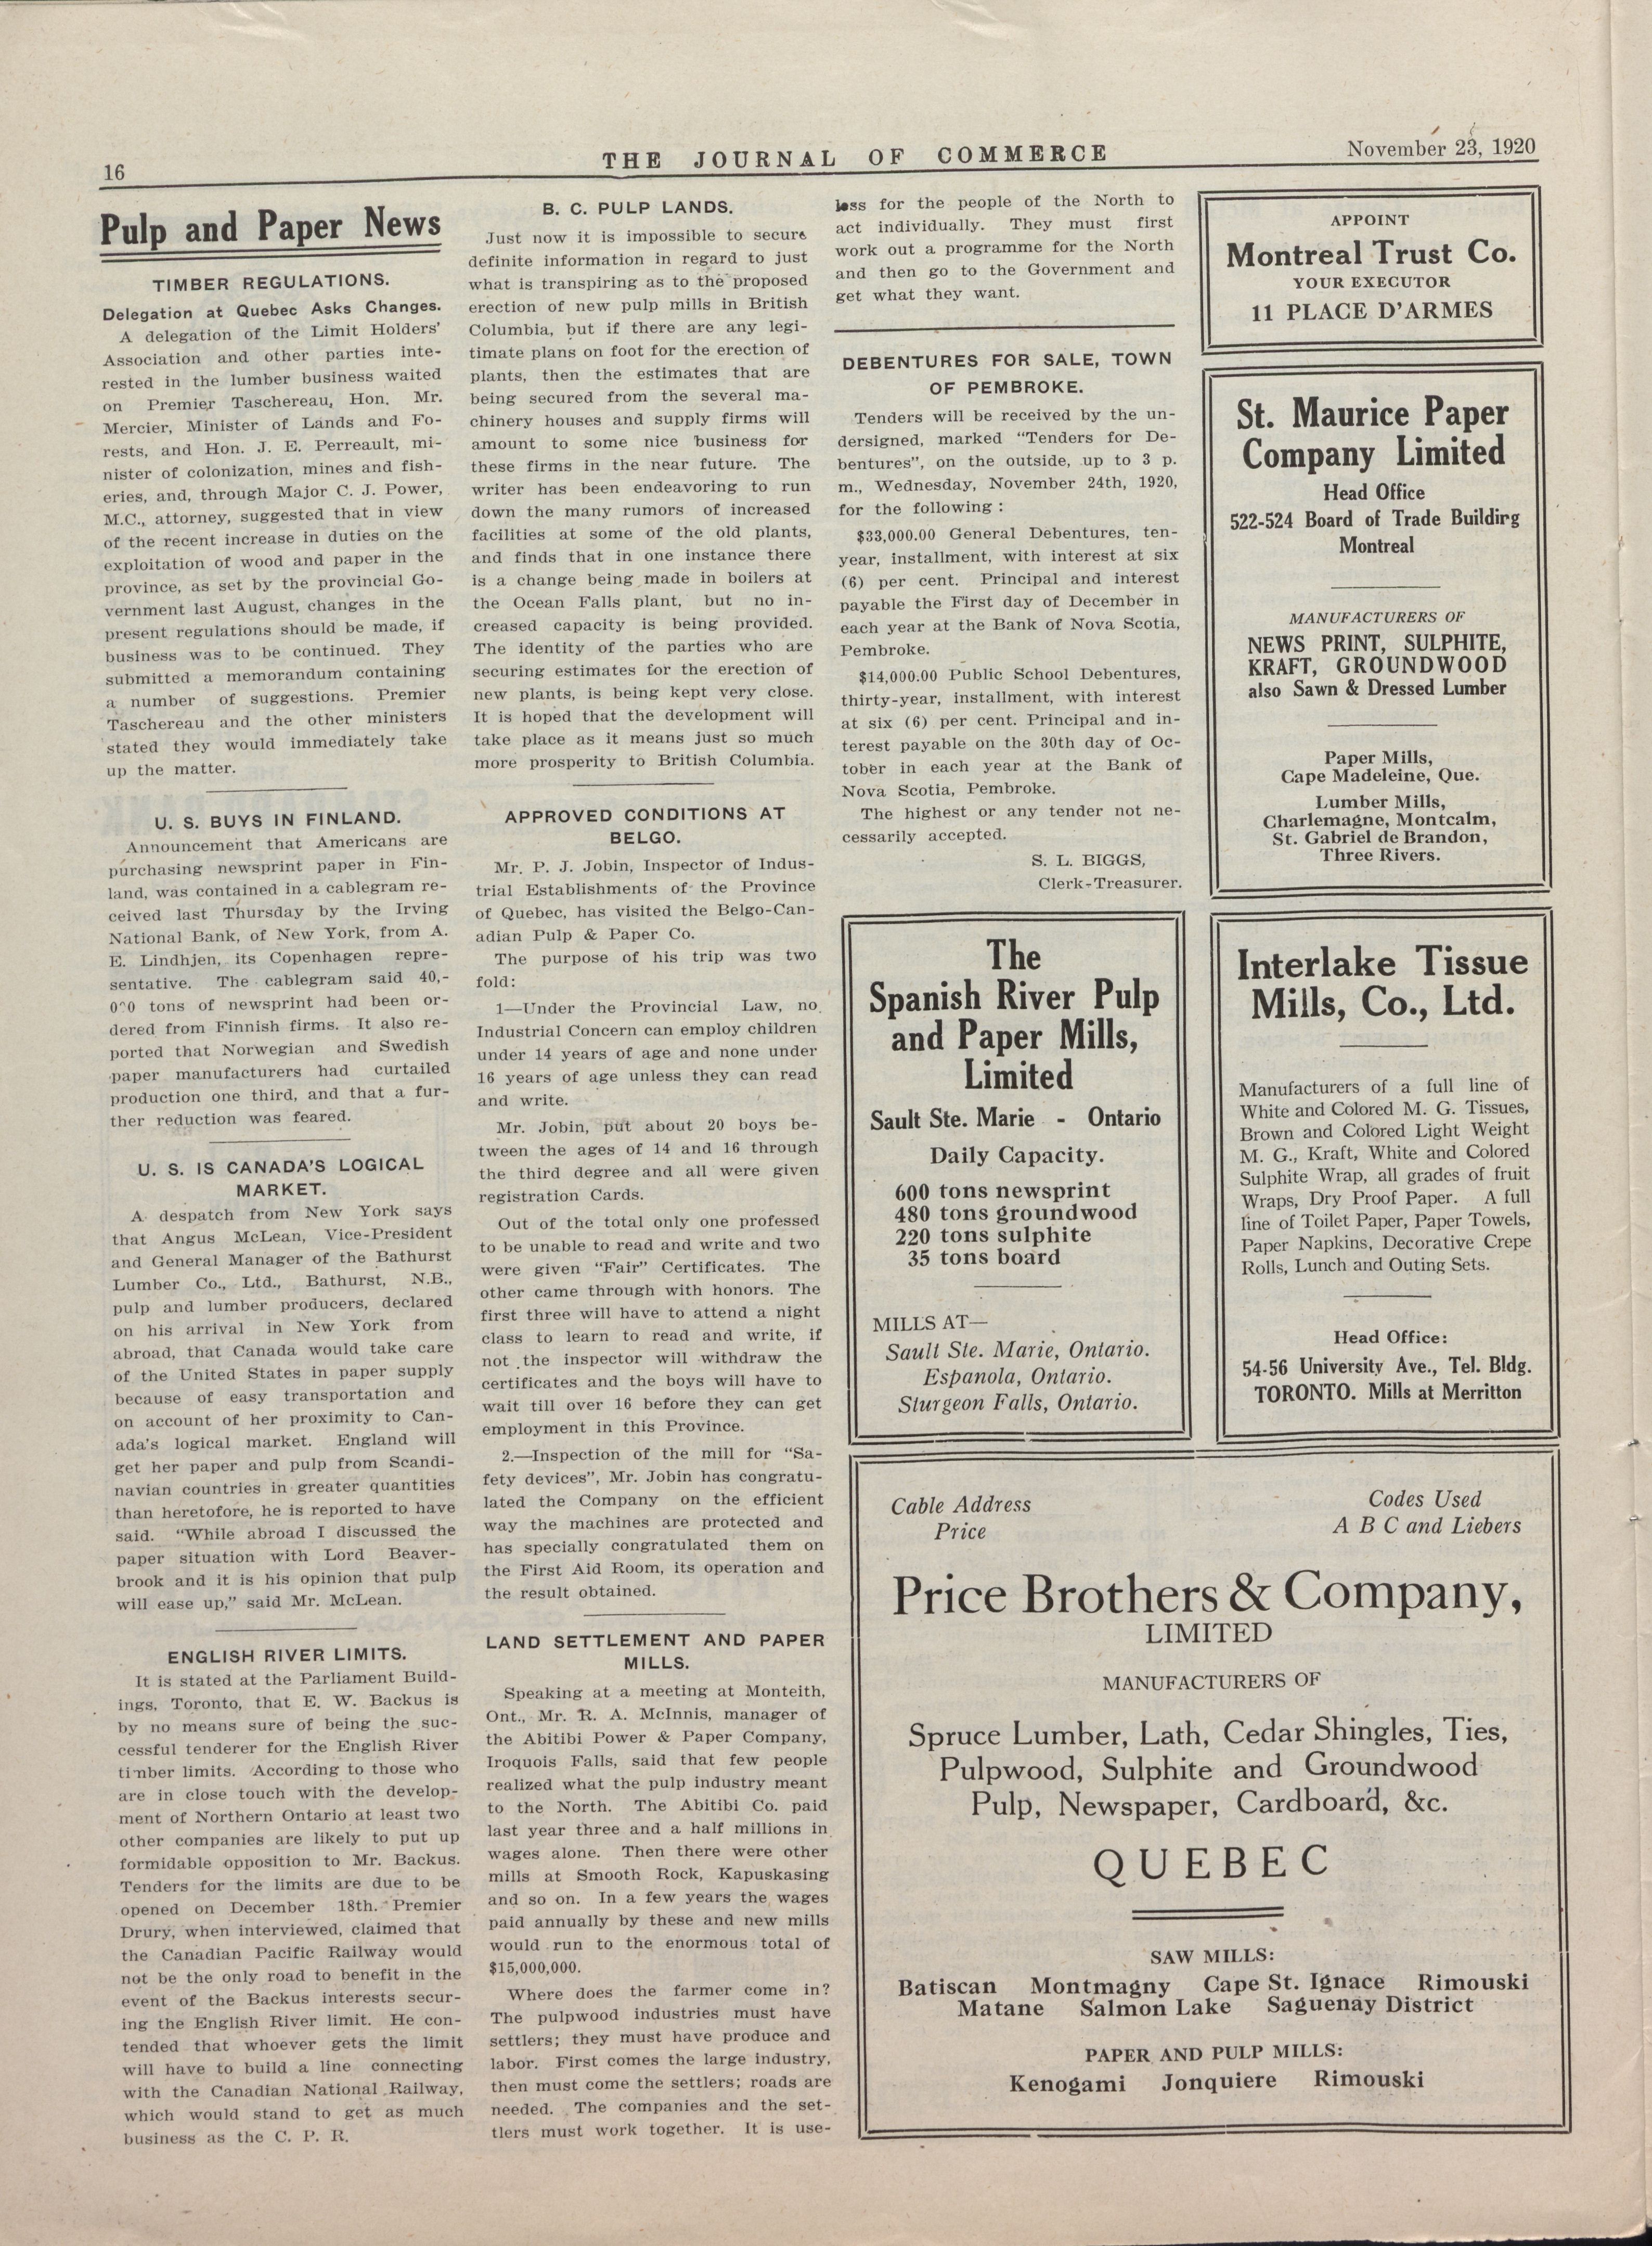 16
THE JOURNAL OF COMMERCE
November 23, 1920
Pulp and Paper News
TIMBER REGULATIONS.
Delegation at Quebec Asks Changes.
A delegation of the Limit Holders'
Association and other parties inte-
rested in the lumber business waited
on Premier Taschereau, Hon. Mr.
Mercier, Minister of Lands and Fo-
rests, and Hon. J. E. Perreault, mi-
nister of colonization, mines and fish-
eries, and, through Major C. J. Power,
M.C., attorney, suggested that in view
of the recent increase in duties on the
exploitation of wood and paper in the
province, as set by the provincial Go-
vernment last August, changes in the
present regulations should be made, if
business was to be continued. They
submitted a memorandum containing
a number of suggestions. Premier
Taschereau and the other ministers
stated they would immediately take
up the matter.
U. S. BUYS IN FINLAND.
Announcement that Americans are
purchasing newsprint paper in Fin-
land, was contained in a cablegram re-
ceived last Thursday by the Irving
National Bank, of New York, from A.
E. Lindhjen, its Copenhagen repre-
sentative. The cablegram said 40,-
000 tons of newsprint had been or-
dered from Finnish firms. It also re-
ported that Norwegian and Swedish
paper manufacturers had curtailed
production one third, and that a fur-
ther reduction was feared.
U. S. IS CANADA'S LOGICAL
MARKET.
A despatch from New York says
that Angus McLean, Vice-President
and General Manager of the Bathurst
Lumber Co., Ltd., Bathurst, N.B.,
pulp and lumber producers, declared
on his arrival in New York from
abroad, that Canada would take care
of the United States in paper supply
because of easy transportation and
on account of her proximity to Can-
ada's logical market. England will
get her paper and pulp from Scandi-
navian countries in greater quantities
than heretofore, he is reported to have
said. "While abroad I discussed the
paper situation with Lord Beaver-
brook and it is his opinion that pulp
will ease up," said Mr. McLean.
ENGLISH RIVER LIMITS.
It is stated at the Parliament Build-
ings, Toronto, that E. W. Backus is
by no means sure of being the suc-
cessful tenderer for the English River
timber limits. According to those who
are in close touch with the develop-
ment of Northern Ontario at least two
other companies are likely to put up
formidable opposition to Mr. Backus.
Tenders for the limits are due to be
opened on December 18th. Premier
Drury, when interviewed, claimed that
the Canadian Pacific Railway would
not be the only road to benefit in the
event of the Backus interests secur-
ing the English River limit. He con-
tended that whoever gets the limit
will have to build a line connecting
with the Canadian National Railway,
which would stand to get as much
business as the C. P. R.
B. C. PULP LANDS.
Just now it is impossible to secure
definite information in regard to just
what is transpiring as to the proposed
erection of new pulp mills in British
Columbia, but if there are any legi-
timate plans on foot for the erection of
plants, then the estimates that are
being secured from the several ma-
chinery houses and supply firms will
amount to some nice business for
these firms in the near future. The
writer has been endeavoring to run
down the many rumors of increased
facilities at some of the old plants,
and finds that in one instance there
is a change being made in boilers at
the Ocean Falls plant, but no in-
creased capacity is being provided.
The identity of the parties who are
securing estimates for the erection of
new plants, is being kept very close.
It is hoped that the development will
take place as it means just so much
more prosperity to British Columbia.
APPROVED CONDITIONS AT
BELGO.
Mr. P. J. Jobin, Inspector of Indus-
trial Establishments of the Province
of Quebec, has visited the Belgo-Can-
adian Pulp & Paper Co.
The purpose of his trip was two
fold:
1—Under the Provincial Law, no
Industrial Concern can employ children
under 14 years of age and none under
16 years of age unless they can read
and write.
Mr. Jobin, put about 20 boys be-
tween the ages of 14 and 16 through
the third degree and all were given
registration Cards.
Out of the total only one professed
to be unable to read and write and two
were given "Fair" Certificates. The
other came through with honors. The
first three will have to attend a night
class to learn to read and write, if
not the inspector will withdraw the
certificates and the boys will have to
wait till over 16 before they can get
employment in this Province.
2.—Inspection of the mill for "Sa-
fety devices", Mr. Jobin has congratu-
lated the Company on the efficient
way the machines are protected and
has specially congratulated them on
the First Aid Room, its operation and
the result obtained.
LAND SETTLEMENT AND PAPER
MILLS.
Speaking at a meeting at Monteith,
Ont., Mr. R. A. McInnis, manager of
the Abitibi Power & Paper Company,
Iroquois Falls, said that few people
realized what the pulp industry meant
to the North. The Abitibi Co. paid
last year three and a half millions in
wages alone. Then there were other
mills at Smooth Rock, Kapuskasing
and so on. In a few years the wages
paid annually by these and new mills
would run to the enormous total of
$15,000,000.
Where does the farmer come in?
The pulpwood industries must have
settlers; they must have produce and
labor. First comes the large industry,
then must come the settlers; roads are
needed. The companies and the set-
tlers must work together. It is use-
less for the people of the North to
act individually. They must first
work out a programme for the North
and then go to the Government and
get what they want.
DEBENTURES FOR SALE, TOWN
OF PEMBROKE.
Tenders will be received by the un-
dersigned, marked "Tenders for De-
bentures", on the outside, up to 3 p.
m., Wednesday, November 24th, 1920,
for the following :
$33,000.00 General Debentures, ten-
year, installment, with interest at six
(6) per cent. Principal and interest
payable the First day of December in
each year at the Bank of Nova Scotia,
Pembroke.
$14,000.00 Public School Debentures,
thirty-year, installment, with interest
at six (6) per cent. Principal and in-
terest payable on the 30th day of Oc-
tober in each year at the Bank of
Nova Scotia, Pembroke.
The highest or any tender not ne-
cessarily accepted.
S. L. BIGGS,
Clerk-Treasurer.
APPOINT
Montreal Trust Co.
YOUR EXECUTOR
11 PLACE D'ARMES
St. Maurice Paper
Company Limited
Head Office
522-524 Board of Trade Building
Montreal
MANUFACTURERS OF
NEWS PRINT, SULPHITE,
KRAFT, GROUNDWOOD
also Sawn & Dressed Lumber
Paper Mills,
Cape Madeleine, Que.
Lumber Mills,
Charlemagne, Montcalm,
St. Gabriel de Brandon,
Three Rivers.
The
Spanish River Pulp
and Paper Mills,
Limited
Sault Ste. Marie - Ontario
Daily Capacity.
600 tons newsprint
480 tons groundwood
220 tons sulphite
35 tons board
MILLS AT—
Sault Ste. Marie, Ontario.
Espanola, Ontario.
Sturgeon Falls, Ontario.
Interlake Tissue
Mills, Co., Ltd.
Manufacturers of a full line of
White and Colored M. G. Tissues,
Brown and Colored Light Weight
M. G., Kraft, White and Colored
Sulphite Wrap, all grades of fruit
Wraps, Dry Proof Paper. A full
line of Toilet Paper, Paper Towels,
Paper Napkins, Decorative Crepe
Rolls, Lunch and Outing Sets.
Head Office:
54-56 University Ave., Tel. Bldg.
TORONTO. Mills at Merritton
Cable Address
Price
Codes Used
A B C and Liebers
Price Brothers & Company,
LIMITED
MANUFACTURERS OF
Spruce Lumber, Lath, Cedar Shingles, Ties,
Pulpwood, Sulphite and Groundwood
Pulp, Newspaper, Cardboard, &c.
QUEBEC
SAW MILLS:
Batiscan Montmagny Cape St. Ignace Rimouski
Matane Salmon Lake Saguenay District
PAPER AND PULP MILLS:
Kenogami Jonquiere Rimouski